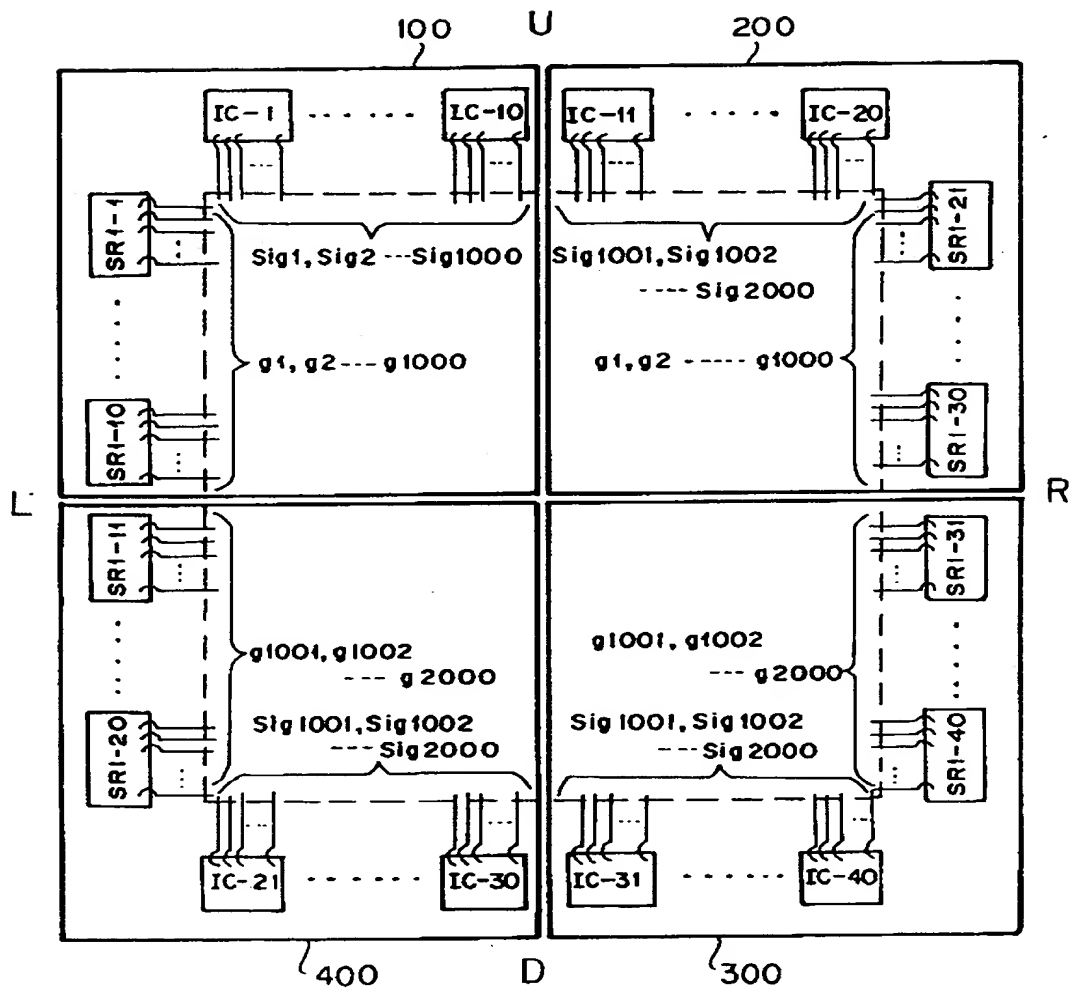 100 U 200
IC-1 IC-10 IC-11 IC-20
SR1-1 SR1-21
Sig1, Sig2 --- Sig1000 Sig1001, Sig1002
---- Sig2000
g1, g2 --- g1000 g1, g2 ----- g1000
SR1-10 SR1-30
L R
SR1-11 SR1-31
g1001, g1002 g1001, g1002
--- g2000 --- g2000
SR1-20 SR1-40
Sig1001, Sig1002 Sig1001, Sig1002
--- Sig2000 --- Sig2000
IC-21 IC-30 IC-31 IC-40
400 D 300